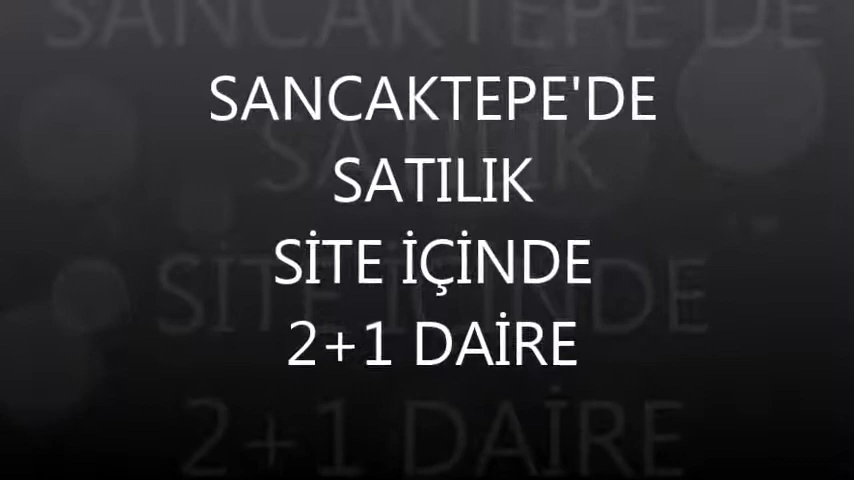 SANCAKTEPE'DE
SATILIK
SİTE İÇİNDE
2+1 DAİRE